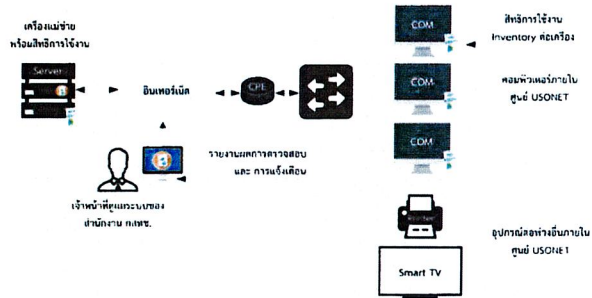 เครื่องแม่ข่าย
พร้อมสิทธิการใช้งาน
Server
อินเทอร์เน็ต
CPE
COM
สิทธิการใช้งาน
Inventory ต่อเครื่อง
COM
คอมพิวเตอร์ภายใน
ศูนย์ USONET
COM
รายงานผลการตรวจสอบ
และ การแจ้งเตือน
เจ้าหน้าที่ดูแลระบบของ
สำนักงาน กสทช.
อุปกรณ์ต่างๆภายใน
ศูนย์ USONET
Smart TV